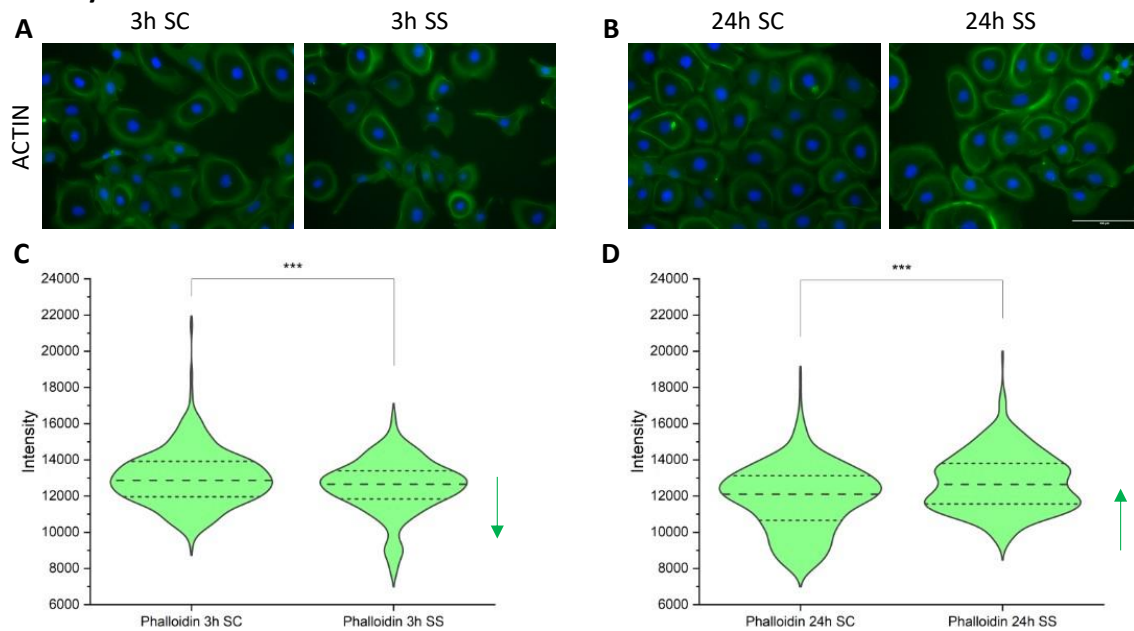 3h SC
3h SS
24h SC
24h SS
A
B
ACTIN
C
D
***
24000
22000
20000
18000
16000
14000
12000
10000
8000
6000
Intensity
Phalloidin 3h SC
Phalloidin 3h SS
***
24000
22000
20000
18000
16000
14000
12000
10000
8000
6000
Intensity
Phalloidin 24h SC
Phalloidin 24h SS